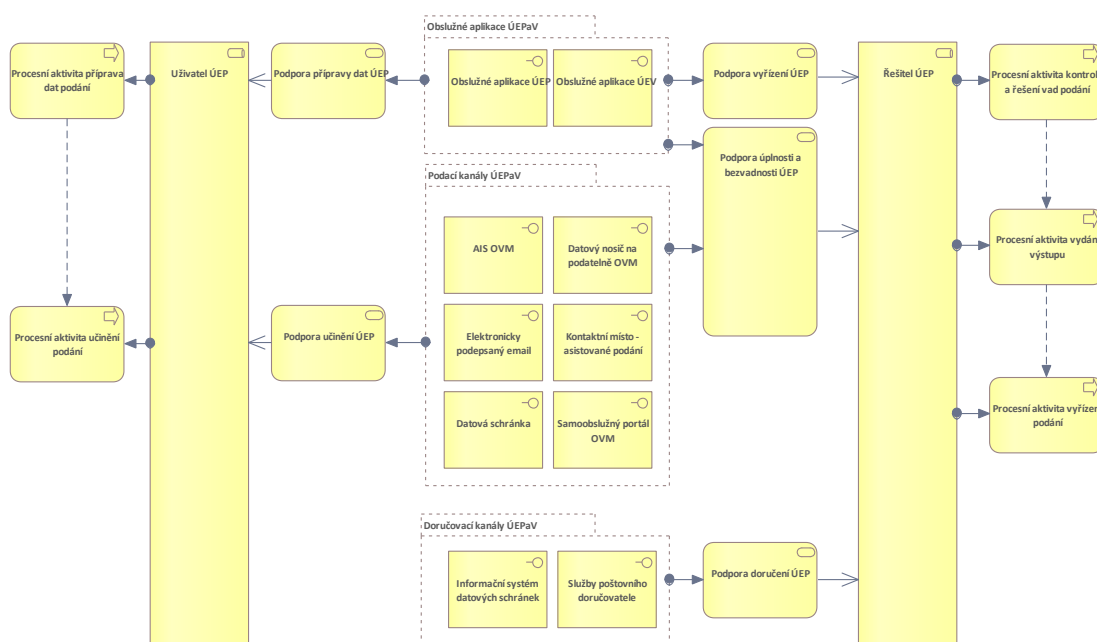 Obslužné aplikace ÚEPaV
Procesní aktivita příprava
dat podání
Uživatel ÚEP
Podpora přípravy dat ÚEP
Obslužné aplikace ÚEP
Obslužné aplikace ÚEV
Podpora vyřízení ÚEP
Řešitel ÚEP
Procesní aktivita kontrol
a řešení vad podání
Podpora úplnosti a
bezvadnosti ÚEP
Podací kanály ÚEPaV
AIS OVM
Datový nosič na
podatelně OVM
Procesní aktivita vydán
výstupu
Procesní aktivita učinění
podání
Podpora učinění ÚEP
Elektronicky
podepsaný email
Kontaktní místo -
asistované podání
Datová schránka
Samoobslužný portál
OVM
Procesní aktivita vyřízen
podání
Doručovací kanály ÚEPaV
Informační systém
datových schránek
Služby poštovního
doručovatele
Podpora doručení ÚEP